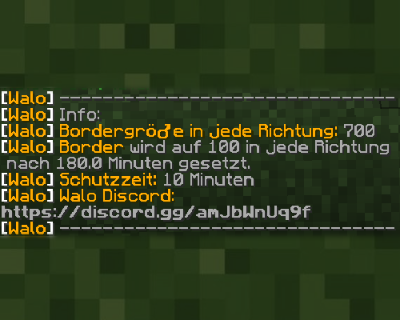 [Walo] --------------------------------
[Walo] Info:
[Walo] Bordergrö♂e in jede Richtung: 700
[Walo] Border wird auf 100 in jede Richtung
nach 180.0 Minuten gesetzt.
[Walo] Schutzzeit: 10 Minuten
[Walo] Walo Discord:
https://discord.gg/amJbWnUq9f
[Walo] --------------------------------